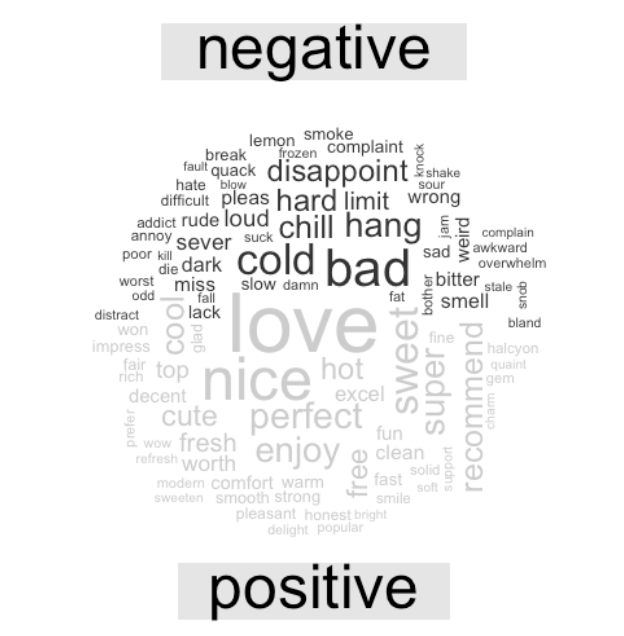 negative
lemon smoke
break frozen complaint knock
fault quack disappoint shake
hate blow sour
difficult pleas hard limit wrong
addict rude loud chill hang jam weird complain
annoy sever suck awkward
poor kill cold bad sad overwhelm
die dark
worst miss slow damn bother bitter stale snob
odd fall fat smell
distract lack bland
won cool glad love sweet fine
impress super recommend halcyon
fair top nice hot quaint
rich gem
decent excel charm
prefer cute perfect
wow fresh enjoy fun
refresh worth free clean support
modern comfort warm fast solid
sweeten smooth strong smile soft
pleasant honest bright
delight popular
positive